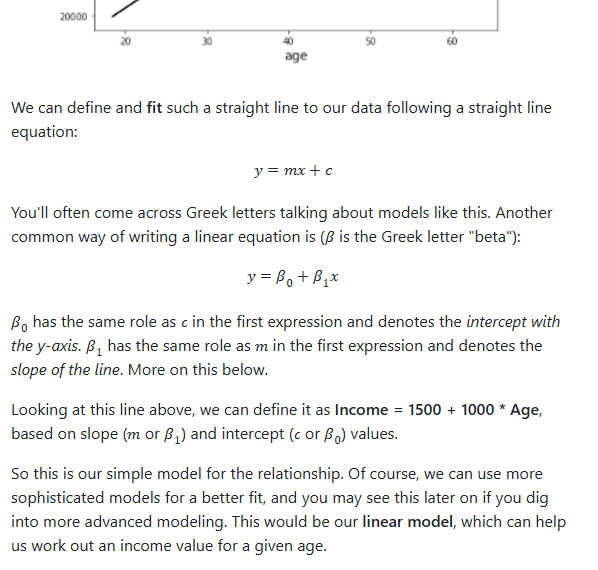 20000
20 30 40 50 60
age
We can define and fit such a straight line to our data following a straight line
equation:
y = mx + c
You'll often come across Greek letters talking about models like this. Another
common way of writing a linear equation is (β is the Greek letter "beta"):
y = β₀ + β₁x
β₀ has the same role as c in the first expression and denotes the intercept with
the y-axis. β₁ has the same role as m in the first expression and denotes the
slope of the line. More on this below.
Looking at this line above, we can define it as Income = 1500 + 1000 * Age,
based on slope (m or β₁) and intercept (c or β₀) values.
So this is our simple model for the relationship. Of course, we can use more
sophisticated models for a better fit, and you may see this later on if you dig
into more advanced modeling. This would be our linear model, which can help
us work out an income value for a given age.